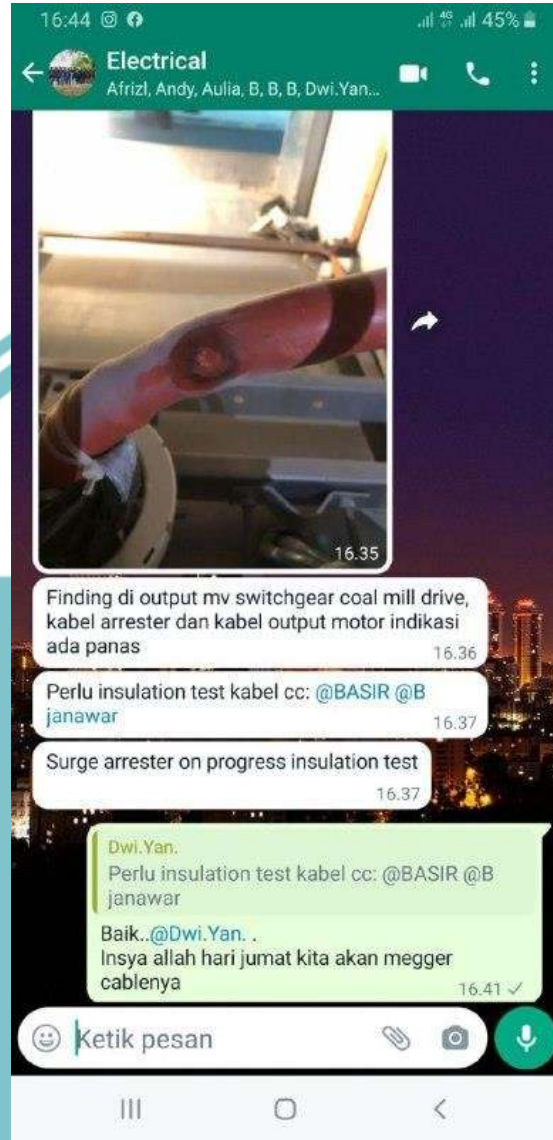 16:44
4G 45%
Electrical
Afrizl, Andy, Aulia, B, B, B, Dwi.Yan...
16.35
Finding di output mv switchgear coal mill drive,
kabel arrester dan kabel output motor indikasi
ada panas
16.36
Perlu insulation test kabel cc: @BASIR @B
janawar
16.37
Surge arrester on progress insulation test
16.37
Dwi.Yan.
Perlu insulation test kabel cc: @BASIR @B
janawar
Baik..@Dwi.Yan. .
Insya allah hari jumat kita akan megger
cablenya
16.41
Ketik pesan